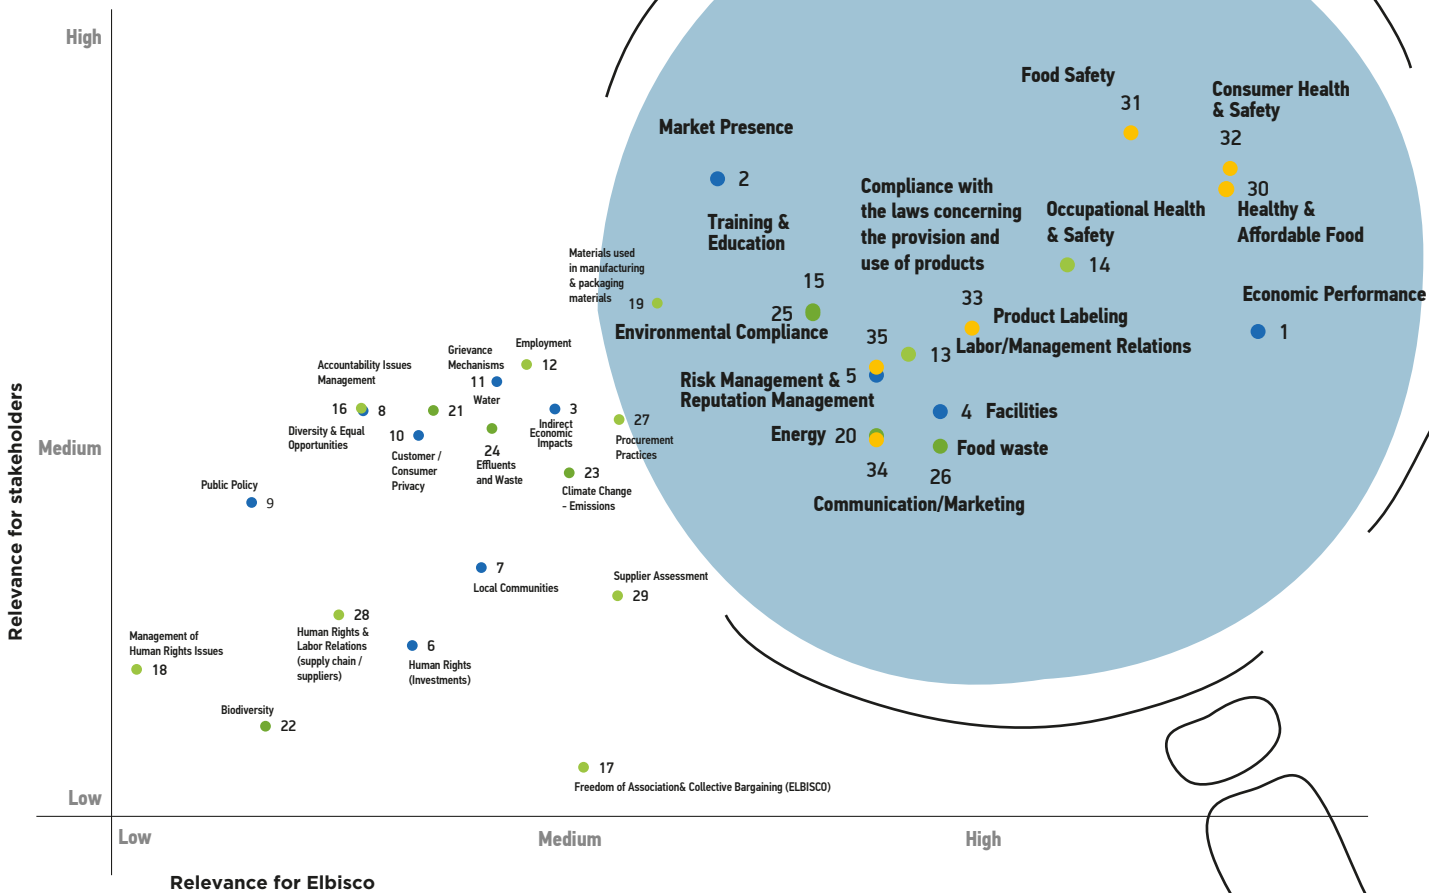 High
Food Safety
31
Consumer Health
& Safety
32
Market Presence
2
30
Healthy &
Affordable Food
Compliance with
the laws concerning
the provision and
use of products
Occupational Health
& Safety
14
Training &
Education
15
25
Environmental Compliance
Materials used
in manufacturing
& packaging
materials
19
33
Product Labeling
Economic Performance
1
35
13
Labor/Management Relations
Risk Management &
Reputation Management
5
4
Facilities
Energy
20
34
Food waste
26
Communication/Marketing
Employment
12
Grievance
Mechanisms
11
Water
Accountability Issues
Management
16
8
21
3
Indirect
Economic
Impacts
27
Procurement
Practices
Diversity & Equal
Opportunities
10
Customer /
Consumer
Privacy
24
Effluents
and Waste
23
Climate Change
- Emissions
Medium
Public Policy
9
7
Local Communities
Supplier Assessment
29
28
Human Rights &
Labor Relations
(supply chain /
suppliers)
6
Human Rights
(Investments)
Management of
Human Rights Issues
18
Biodiversity
22
17
Freedom of Association& Collective Bargaining (ELBISCO)
Low
Low
Medium
High
Relevance for stakeholders
Relevance for Elbisco